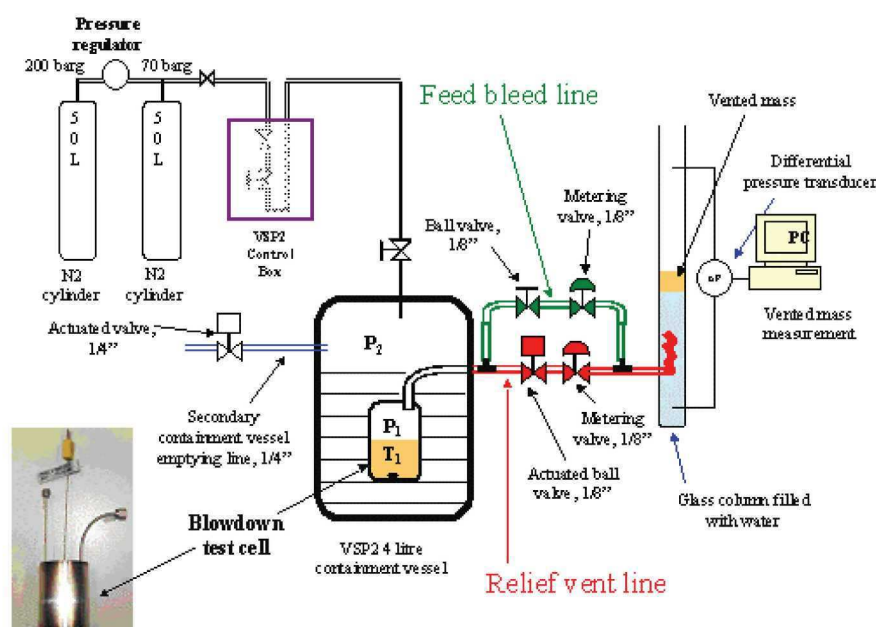 Pressure
regulator
200 barg
70 barg
5
0
L
5
0
L
N2
cylinder
N2
cylinder
VSP2
Control
Box
Feed bleed line
Vented mass
Differential
pressure transducer
Ball valve,
1/8”
Metering
valve, 1/8”
PC
ΔP
Vented mass
measurement
Actuated valve,
1/4”
P2
P1
T1
Secondary
containment vessel
emptying line, 1/4”
Metering
valve, 1/8”
Actuated ball
valve, 1/8”
Glass column filled
with water
Blowdown
test cell
VSP2 4 litre
containment vessel
Relief vent line